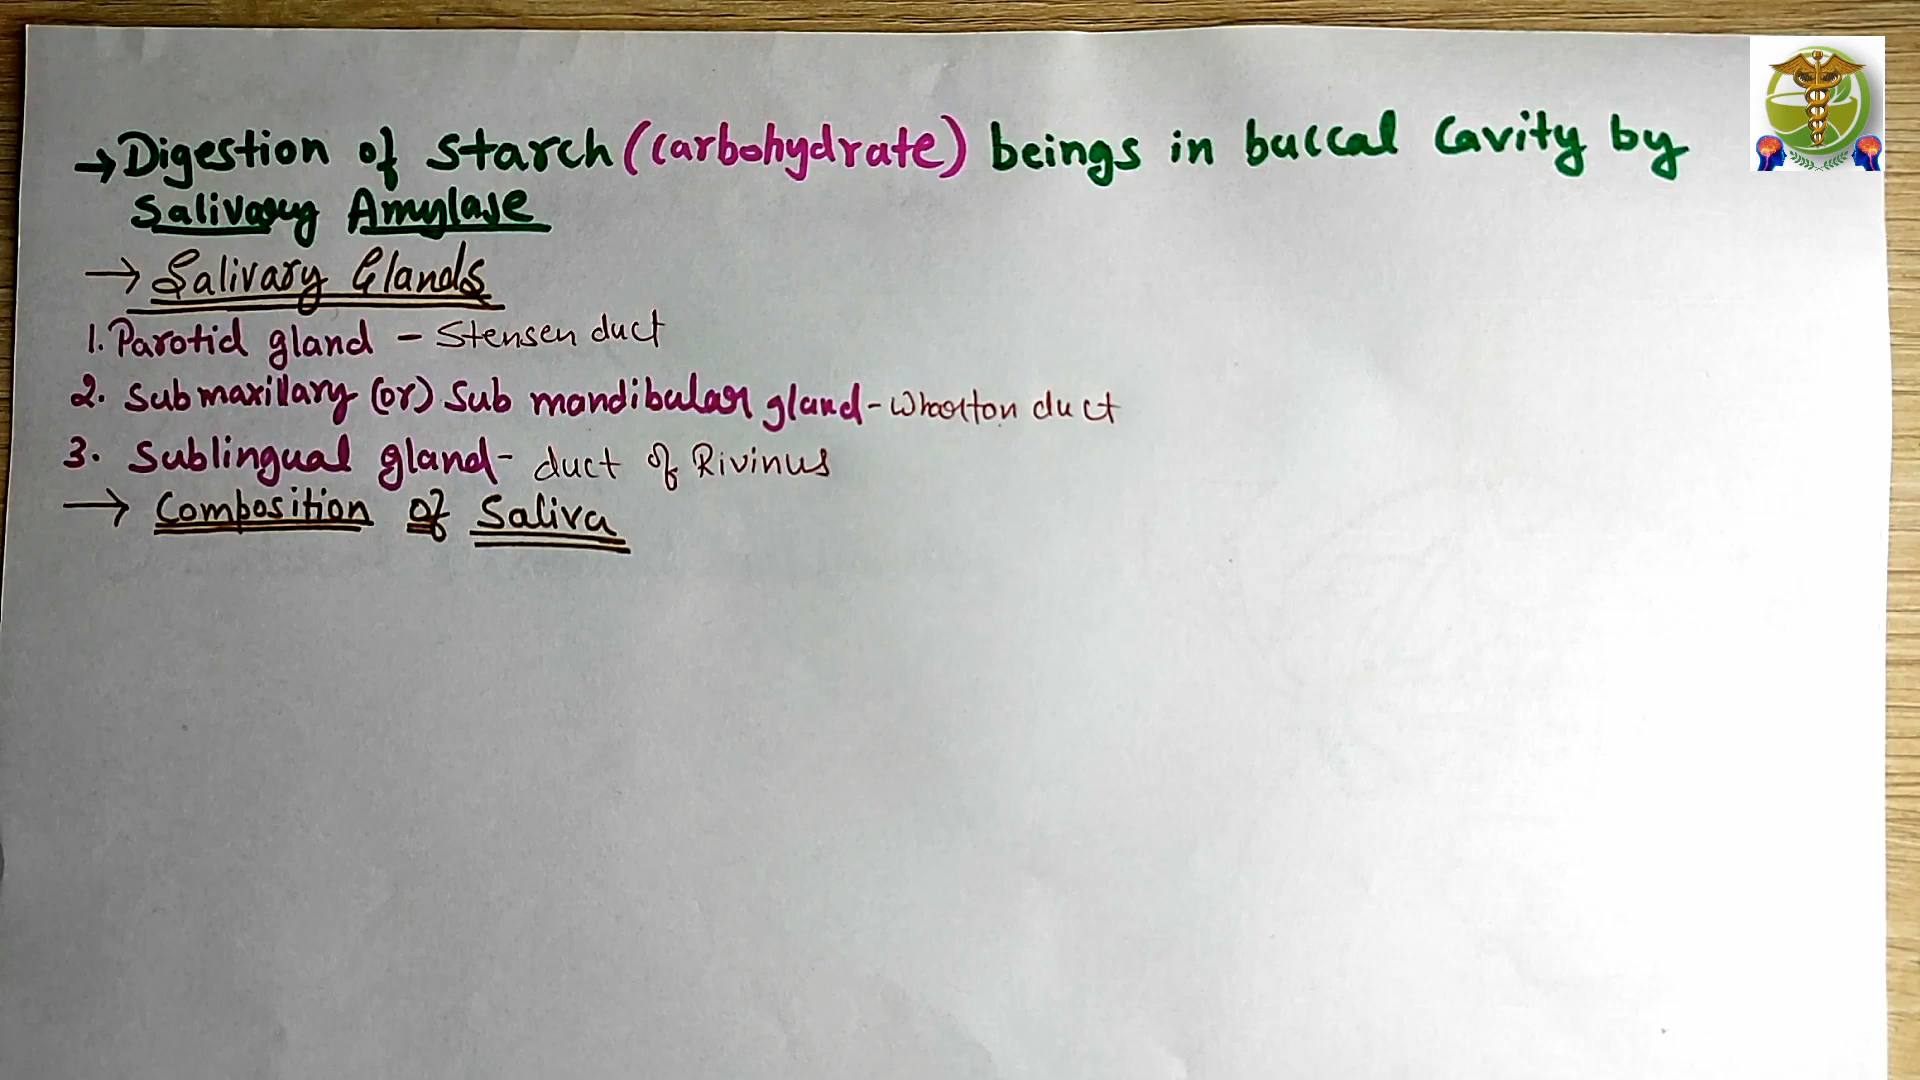 → Digestion of starch (carbohydrate) beings in buccal cavity by
Salivary Amylase
→ Salivary Glands
1. Parotid gland - Stensen duct
2. Submaxillary (or) Sub mandibular gland - Wharton duct
3. Sublingual gland - duct of Rivinus
→ Composition of Saliva